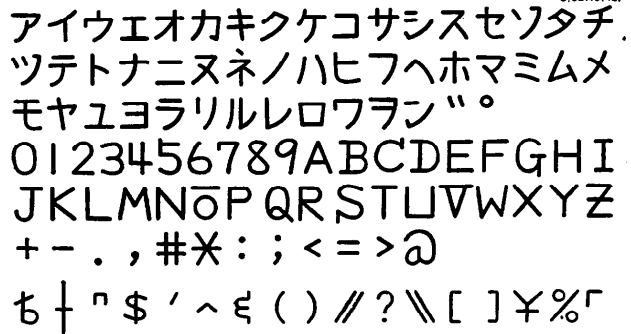 アイウエオカキクケコサシスセソタチ
ツテトナニヌネノハヒフヘホマミムメ
モヤユヨラリルレロワヲン゛゜
0123456789ABCDEFGHI
JKLMNOPQRSTUVWXYZ
+-.,#*:;<=>@
$'^()//?\\[]¥%「